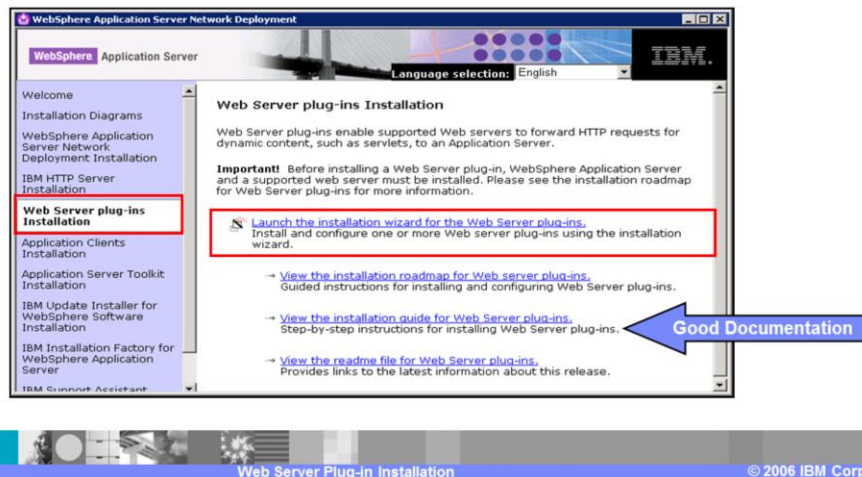 WebSphere Application Server Network Deployment
WebSphere. Application Server
Language selection: English
IBM.
Welcome
Installation Diagrams
WebSphere Application
Server Network
Deployment Installation
IBM HTTP Server
Installation
Web Server plug-ins
Installation
Application Clients
Installation
Application Server Toolkit
Installation
IBM Update Installer for
WebSphere Software
Installation
IBM Installation Factory for
WebSphere Application
Server
IBM Support Assistant
Web Server plug-ins Installation
Web Server plug-ins enable supported Web servers to forward HTTP requests for
dynamic content, such as servlets, to an Application Server.
Important! Before installing a Web Server plug-in, WebSphere Application Server
and a supported web server must be installed. Please see the installation roadmap
for Web Server plug-ins for more information.
Launch the installation wizard for the Web Server plug-ins.
Install and configure one or more Web server plug-ins using the installation
wizard.
→ View the installation roadmap for Web server plug-ins.
Guided instructions for installing and configuring Web Server plug-ins.
→ View the installation guide for Web Server plug-ins.
Step-by-step instructions for installing Web Server plug-ins.
→ View the readme file for Web Server plug-ins.
Provides links to the latest information about this release.
Good Documentation
Web Server Plug-in Installation
© 2006 IBM Corp